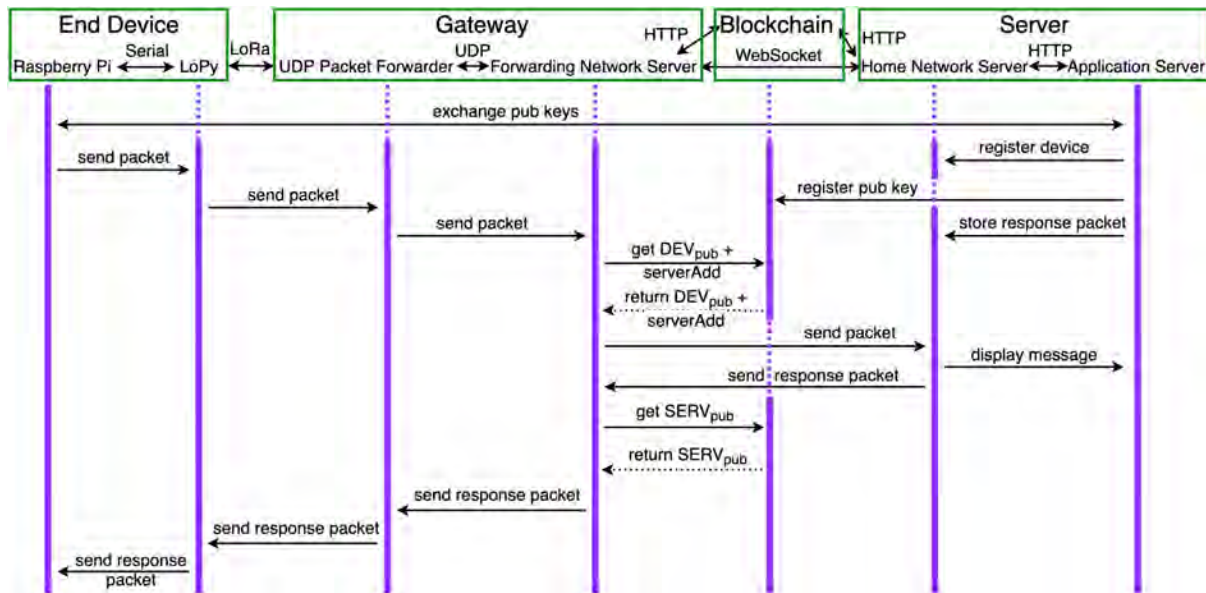 End Device
Gateway
Blockchain
Server
Serial
LoRa
UDP
HTTP
WebSocket
HTTP
HTTP
Raspberry Pi
LoPy
UDP Packet Forwarder
Forwarding Network Server
Home Network Server
Application Server
exchange pub keys
send packet
register device
send packet
register pub key
send packet
store response packet
get DEVpub +
serverAdd
return DEVpub +
serverAdd
send packet
display message
send response packet
get SERVpub
return SERVpub
send response packet
send response packet
send response
packet